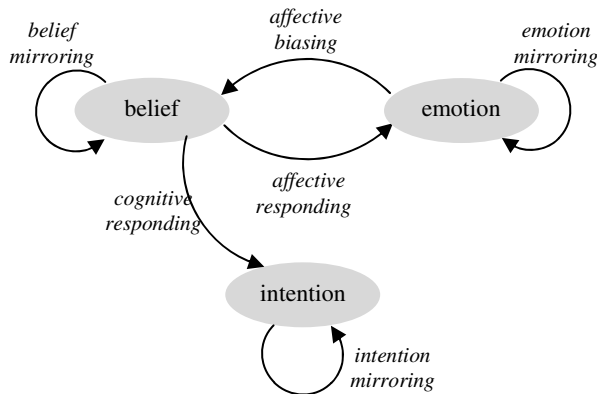 belief
mirroring
affective
biasing
emotion
mirroring
belief
emotion
affective
responding
cognitive
responding
intention
intention
mirroring